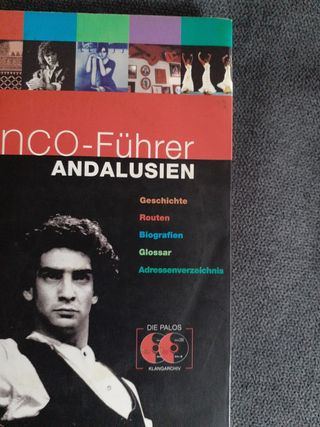 nco-Führer
ANDALUSIEN
Geschichte
Routen
Biografien
Glossar
Adressenverzeichnis
DIE PALOS
KLANGARCHIV